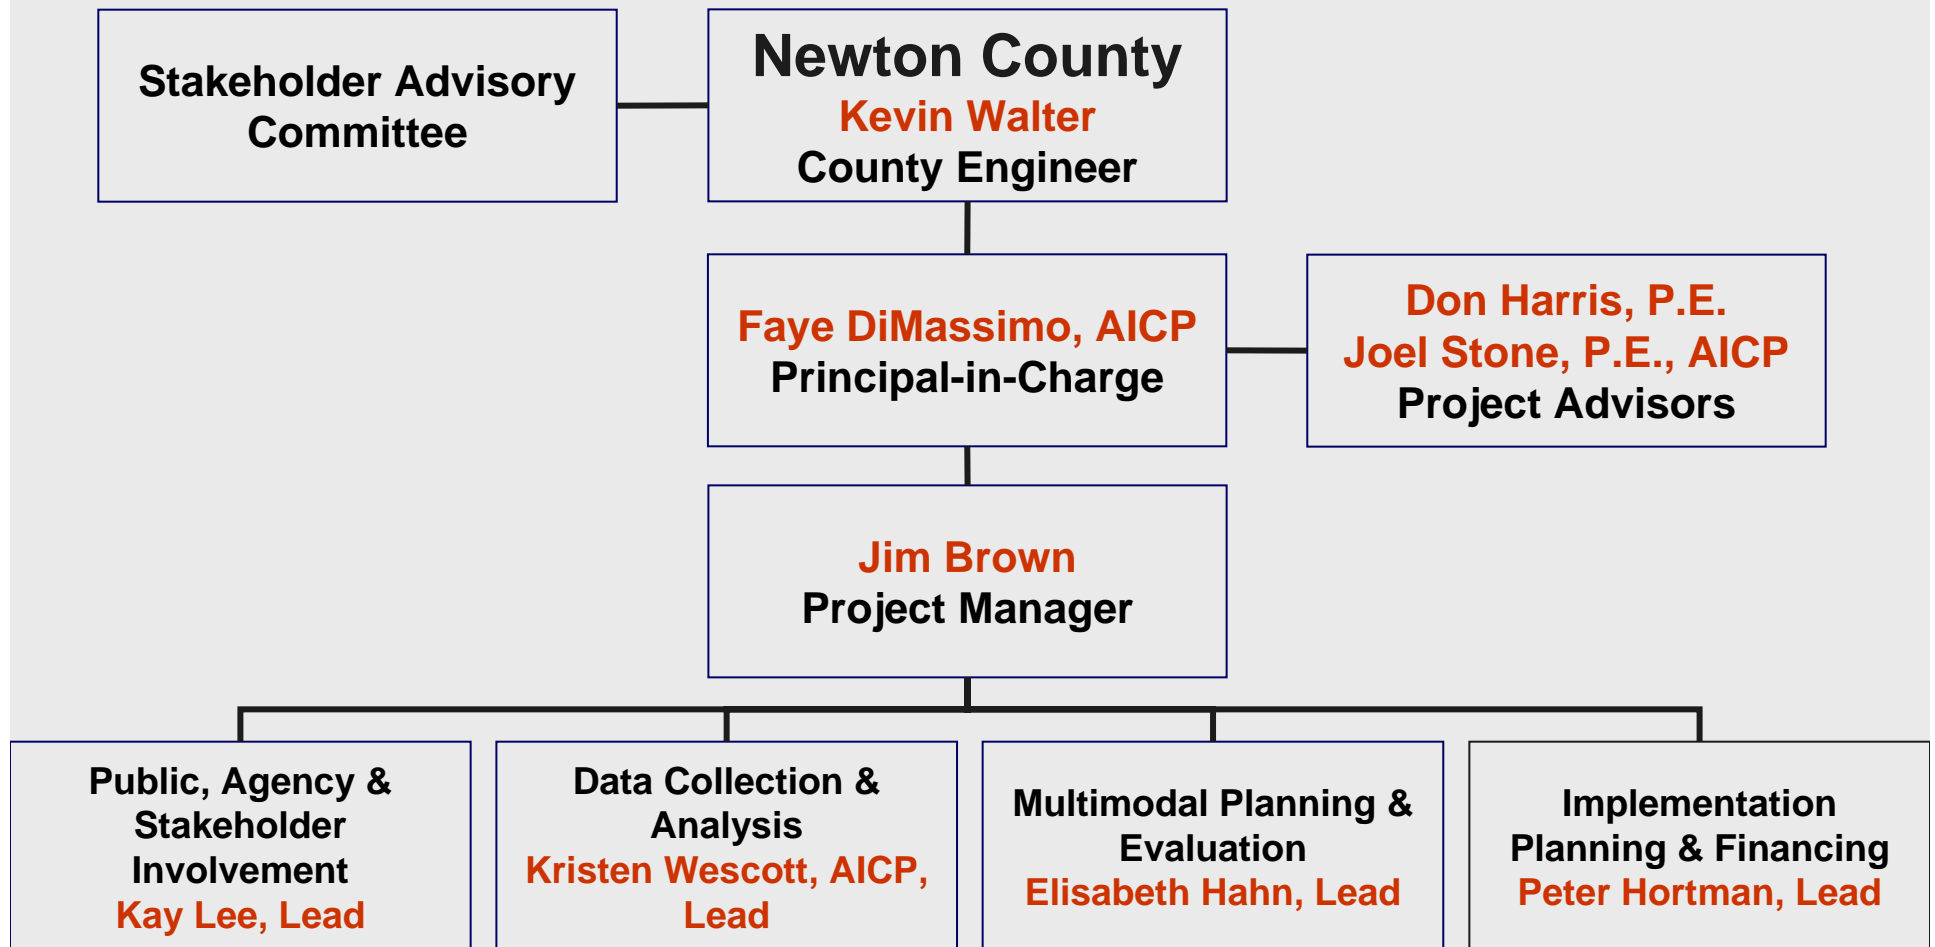 Stakeholder Advisory
Committee
Newton County
Kevin Walter
County Engineer
Faye DiMassimo, AICP
Principal-in-Charge
Don Harris, P.E.
Joel Stone, P.E., AICP
Project Advisors
Jim Brown
Project Manager
Public, Agency &
Stakeholder
Involvement
Kay Lee, Lead
Data Collection &
Analysis
Kristen Wescott, AICP,
Lead
Multimodal Planning &
Evaluation
Elisabeth Hahn, Lead
Implementation
Planning & Financing
Peter Hortman, Lead